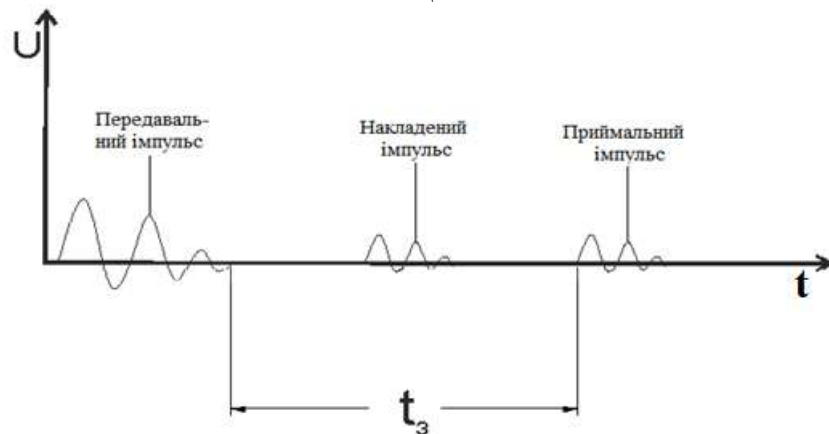 U
Передаваль-
ний імпульс
Накладений
імпульс
Приймальний
імпульс
t
tз